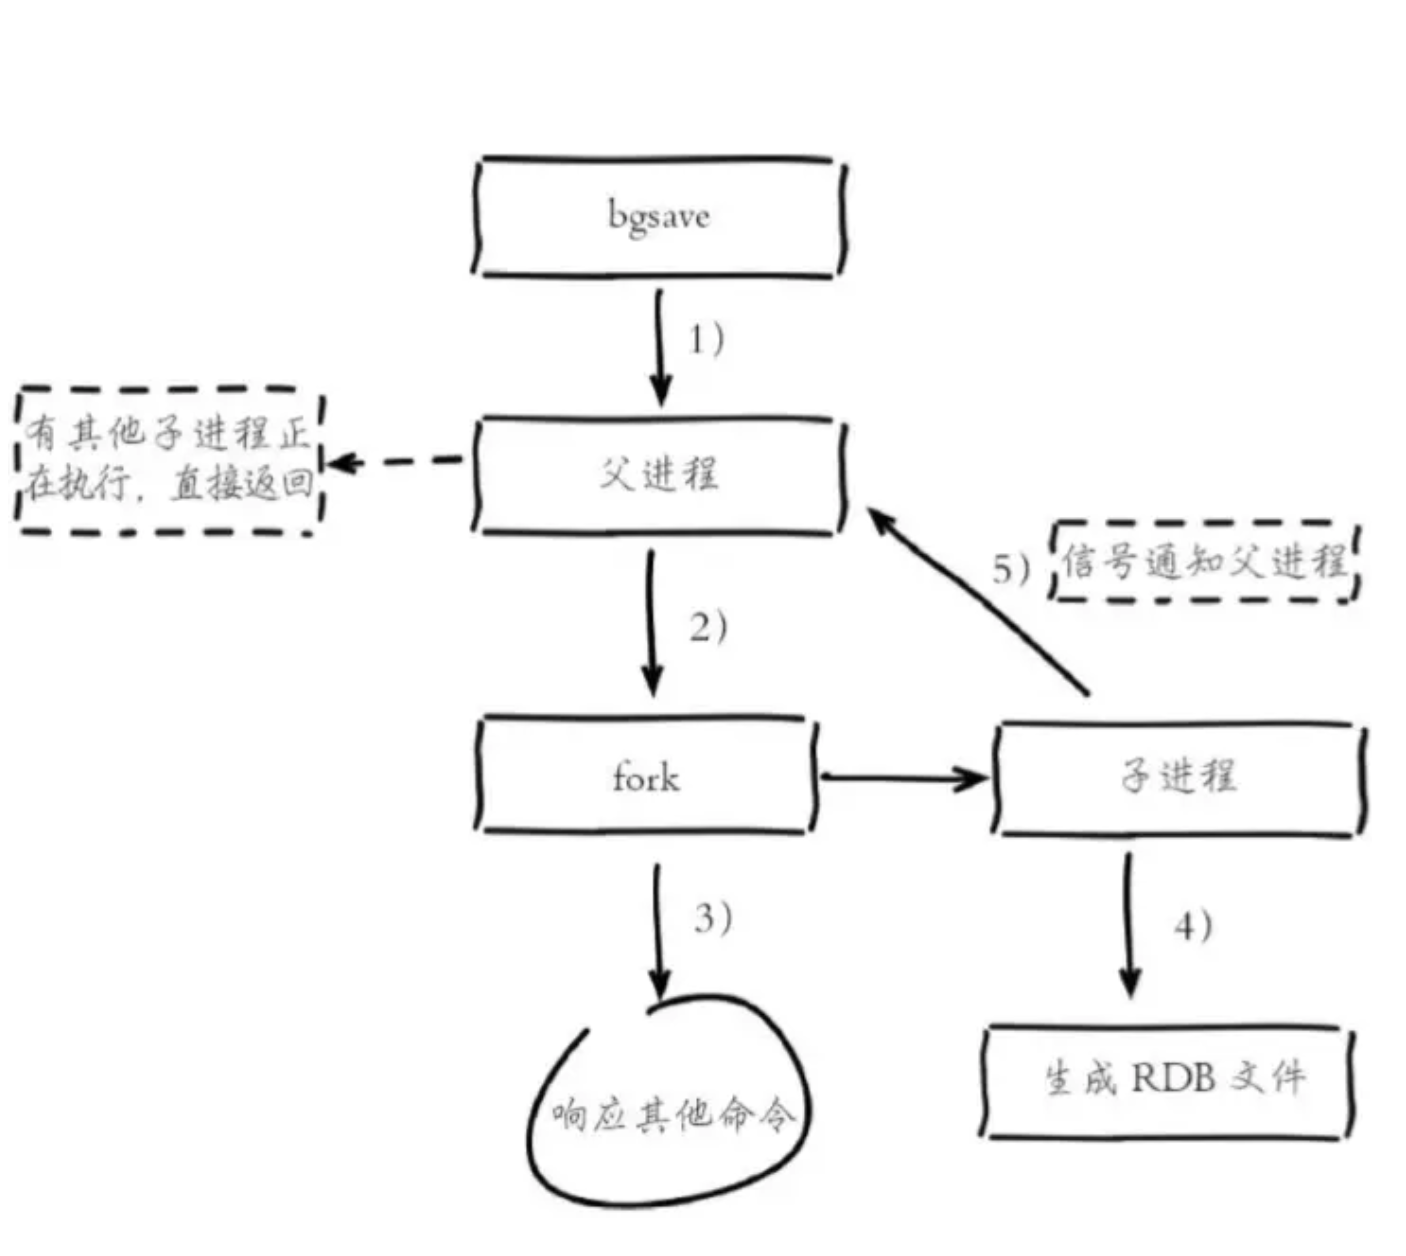 bgsave
1)
有其他子进程正
在执行，直接返回
父进程
5)
信号通知父进程
2)
fork
子进程
3)
4)
响应其他命令
生成 RDB 文件